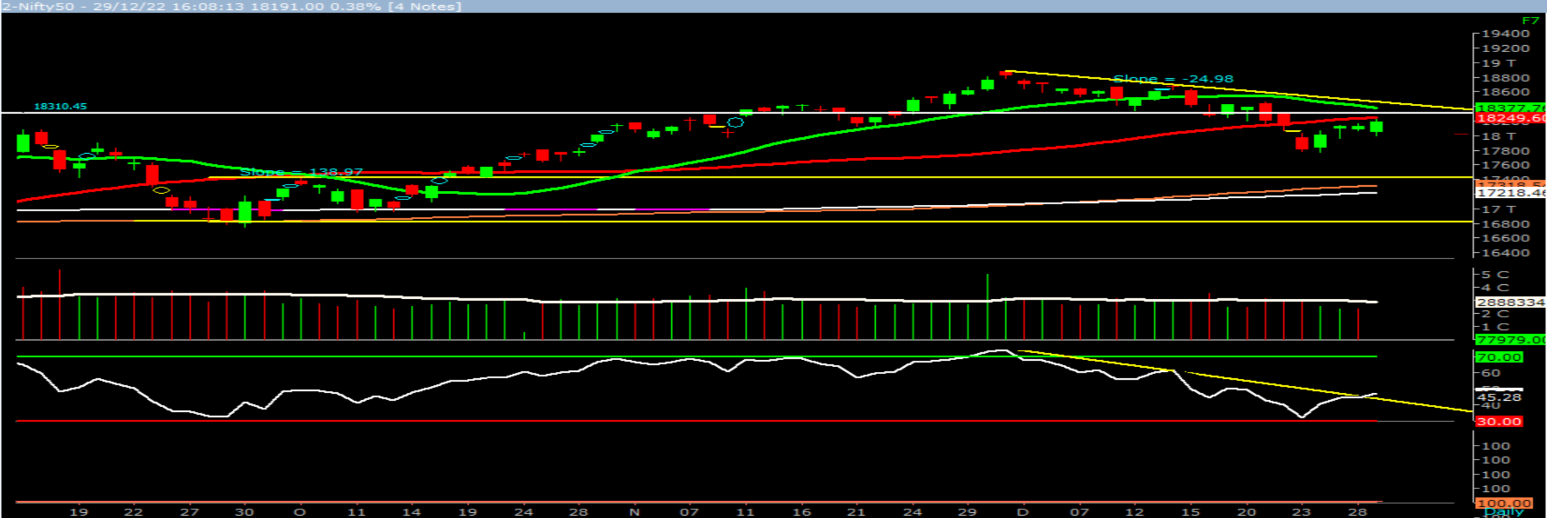 2-Nifty50 - 29/12/22 16:08:13 18191.00 0.38% [4 Notes]
F7
19400
19200
19 T
18800
18600
Slope = -24.98
18310.45
18377.76
18249.60
18 T
17800
17600
Slope = 138.97
17400
17318.54
17218.46
17 T
16800
16600
16400
5 C
4 C
2888334
2 C
1 C
77979.00
70.00
60
45.28
40
30.00
100
100
100
100
100.00
19 22 27 30 O 11 14 19 24 28 N 07 11 16 21 24 29 D 07 12 15 20 23 28 Daily